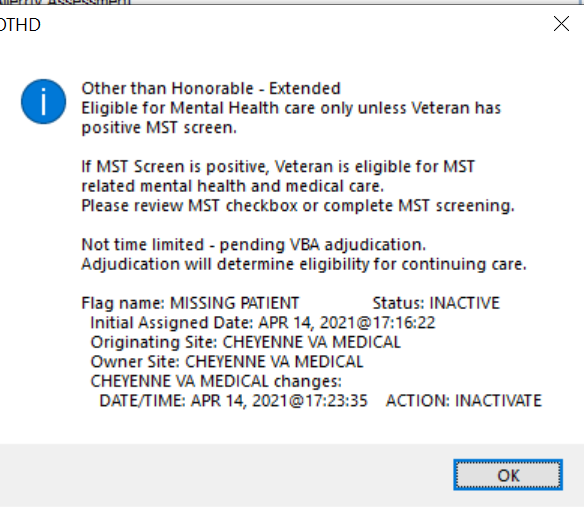 Allergy Assessment
OTHD
Other than Honorable - Extended
Eligible for Mental Health care only unless Veteran has
positive MST screen.
If MST Screen is positive, Veteran is eligible for MST
related mental health and medical care.
Please review MST checkbox or complete MST screening.
Not time limited - pending VBA adjudication.
Adjudication will determine eligibility for continuing care.
Flag name: MISSING PATIENT Status: INACTIVE
Initial Assigned Date: APR 14, 2021@17:16:22
Originating Site: CHEYENNE VA MEDICAL
Owner Site: CHEYENNE VA MEDICAL
CHEYENNE VA MEDICAL changes:
DATE/TIME: APR 14, 2021@17:23:35 ACTION: INACTIVATE
OK